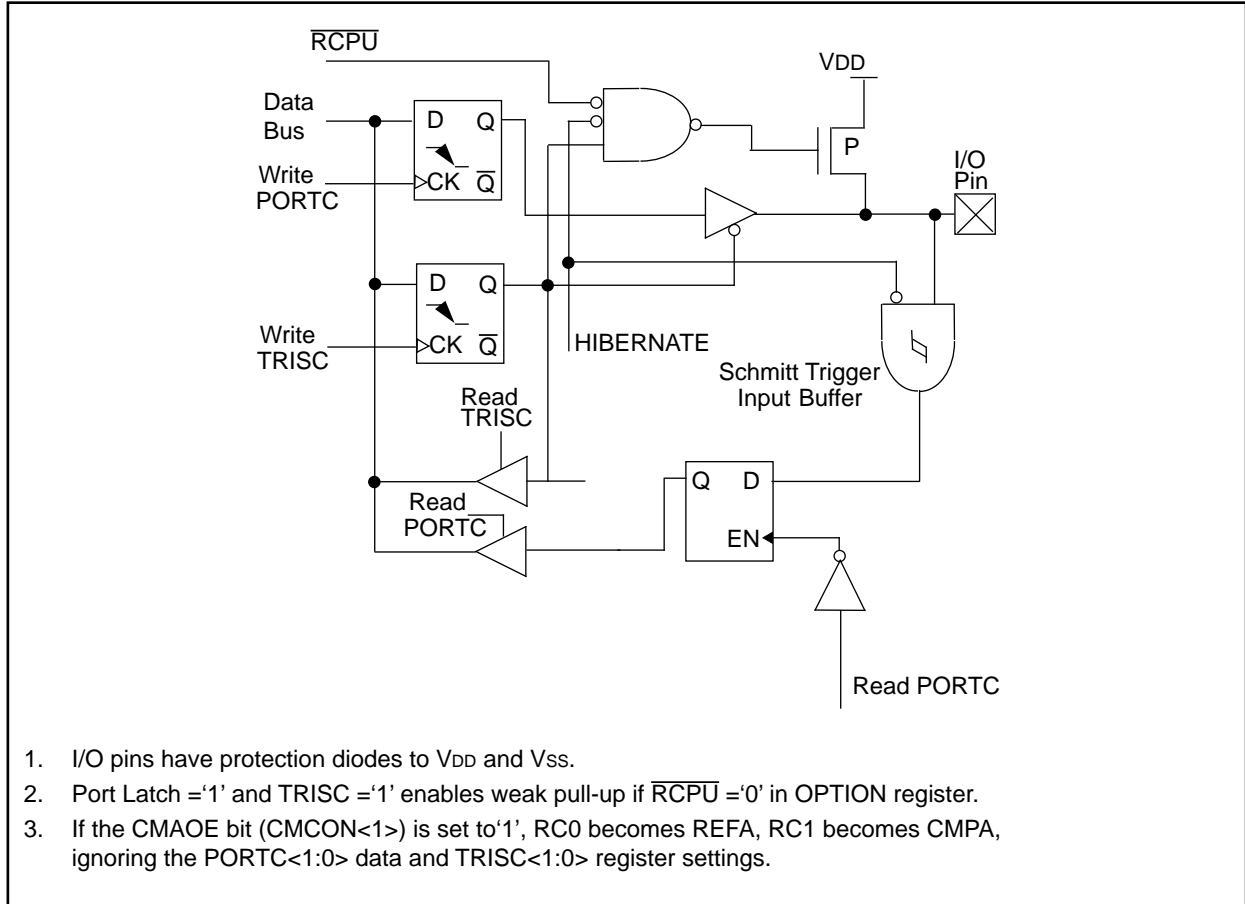 RCPU
VDD
Data
Bus
D Q
I/O
Pin
P
Write
PORTC
CK Q
D Q
Write
TRISC
CK Q
HIBERNATE
Schmitt Trigger
Input Buffer
Read
TRISC
Q D
Read
PORTC
EN
Read PORTC
1. I/O pins have protection diodes to VDD and VSS.
2. Port Latch =‘1’ and TRISC =‘1’ enables weak pull-up if RCPU =‘0’ in OPTION register.
3. If the CMAOE bit (CMCON<1>) is set to‘1’, RC0 becomes REFA, RC1 becomes CMPA,
ignoring the PORTC<1:0> data and TRISC<1:0> register settings.